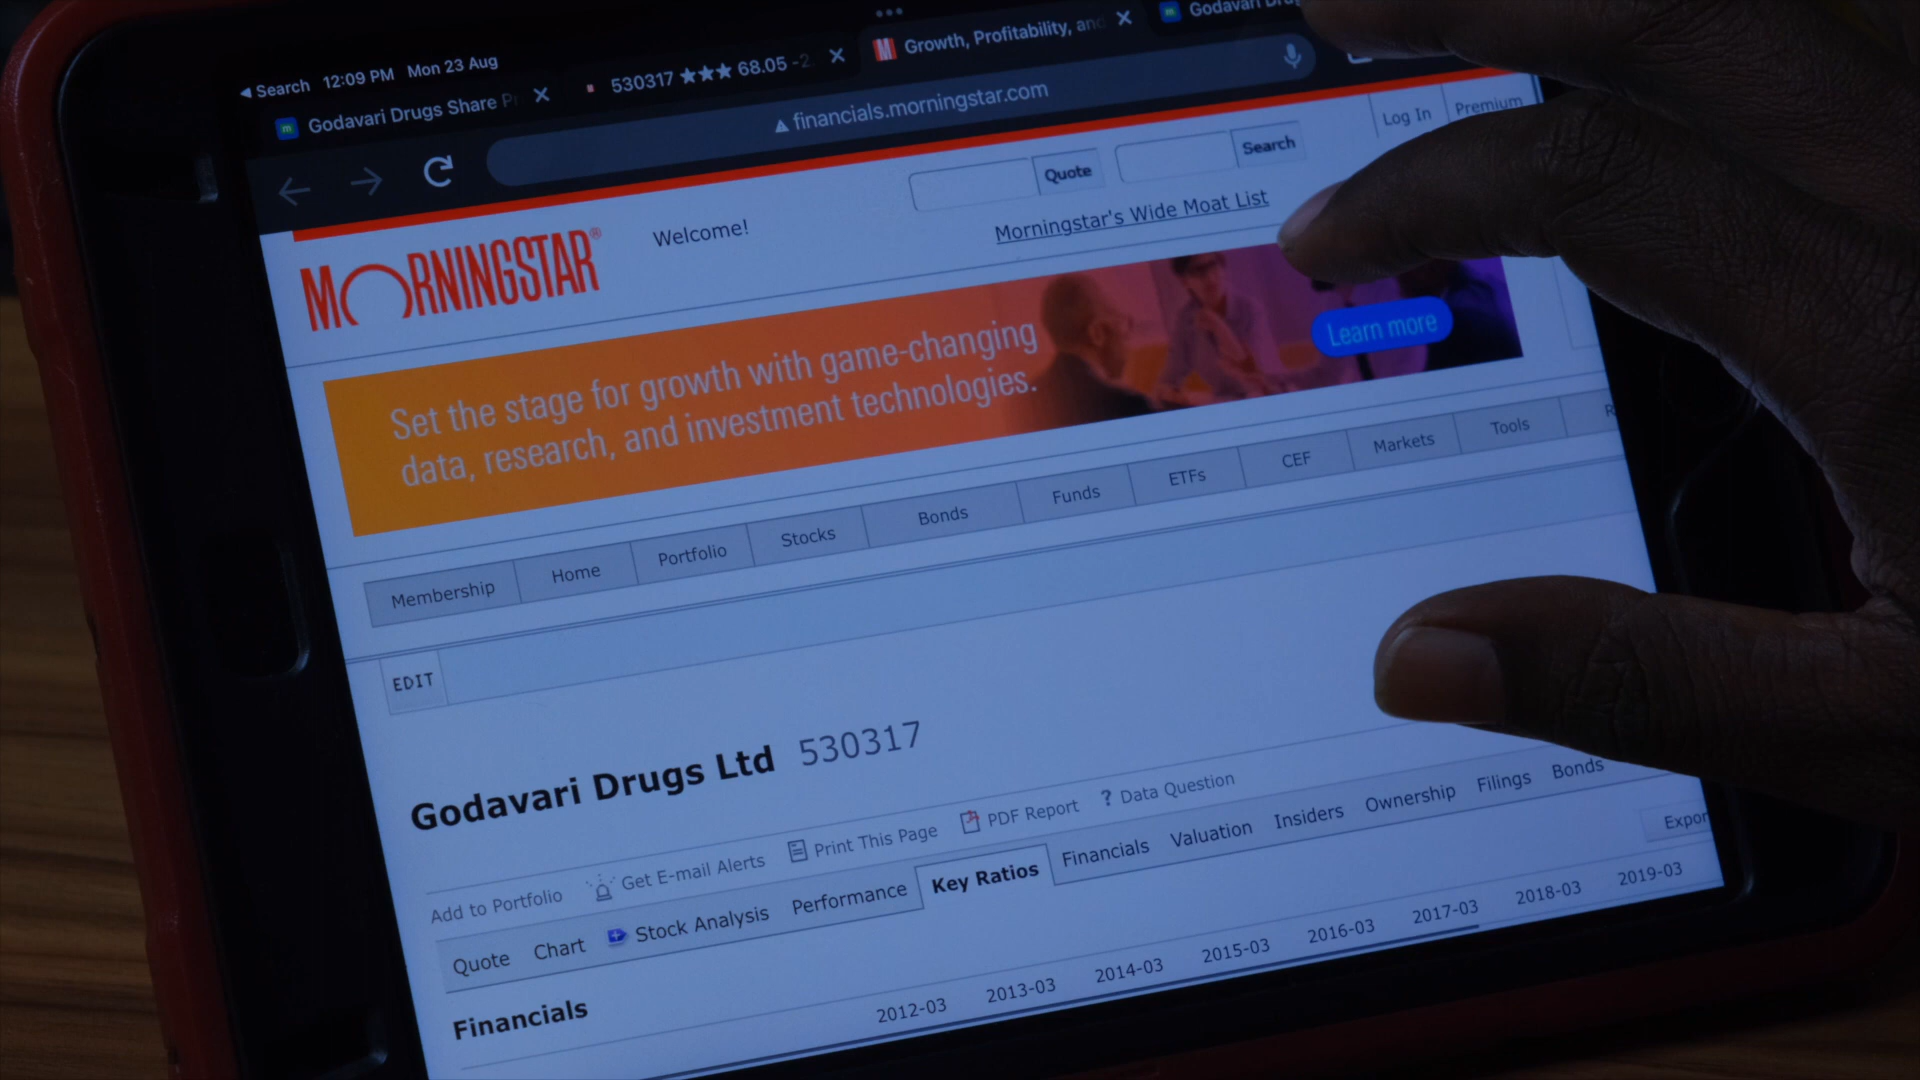 Search 12:09 PM Mon 23 Aug
Godavari Drugs Share
530317 ★★★ 68.05
Growth, Profitability, and
Godavari
financials.morningstar.com
Log In Premium
Quote Search
MORNINGSTAR®
Welcome!
Morningstar's Wide Moat List
Set the stage for growth with game-changing
data, research, and investment technologies.
Learn more
Membership Home Portfolio Stocks Bonds Funds ETFs CEF Markets Tools
EDIT
Godavari Drugs Ltd 530317
Add to Portfolio Get E-mail Alerts Print This Page PDF Report ? Data Question
Quote Chart Stock Analysis Performance Key Ratios Financials Valuation Insiders Ownership Filings Bonds
Expor
Financials 2012-03 2013-03 2014-03 2015-03 2016-03 2017-03 2018-03 2019-03